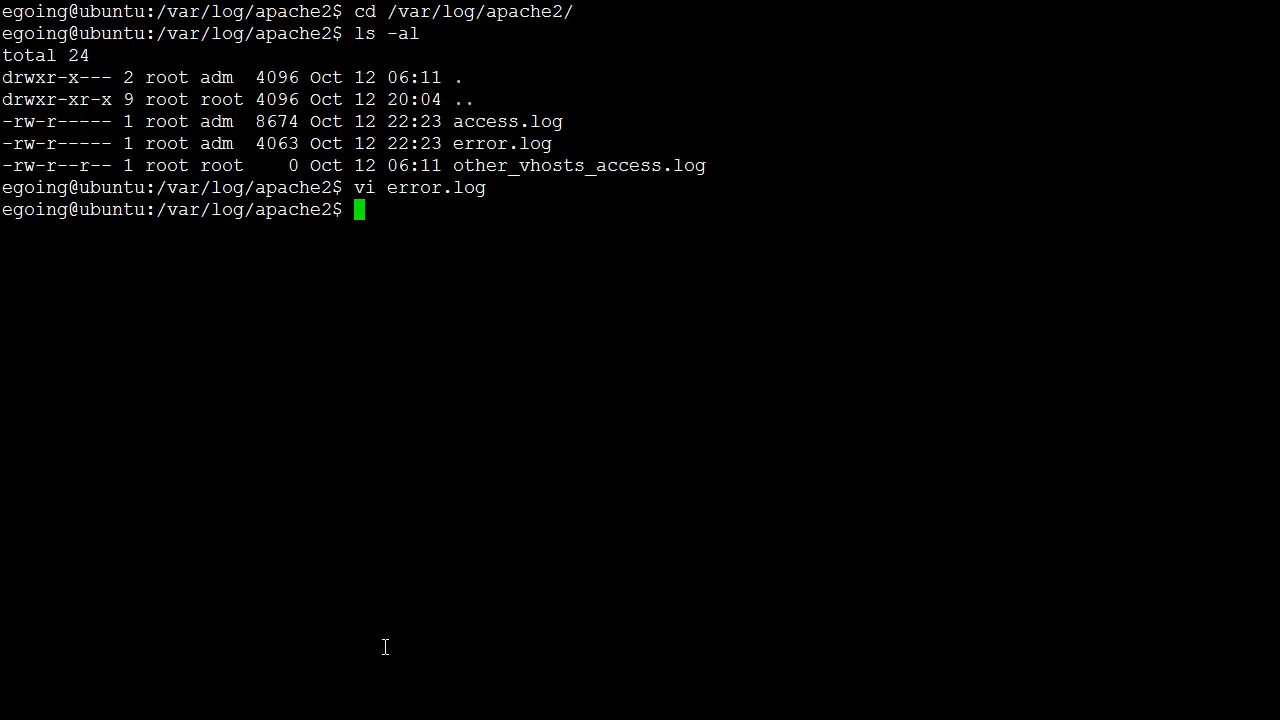 egoing@ubuntu:/var/log/apache2$ cd /var/log/apache2/
egoing@ubuntu:/var/log/apache2$ ls -al
total 24
drwxr-x--- 2 root adm  4096 Oct 12 06:11 .
drwxr-xr-x 9 root root 4096 Oct 12 20:04 ..
-rw-r----- 1 root adm  8674 Oct 12 22:23 access.log
-rw-r----- 1 root adm  4063 Oct 12 22:23 error.log
-rw-r--r-- 1 root root    0 Oct 12 06:11 other_vhosts_access.log
egoing@ubuntu:/var/log/apache2$ vi error.log
egoing@ubuntu:/var/log/apache2$